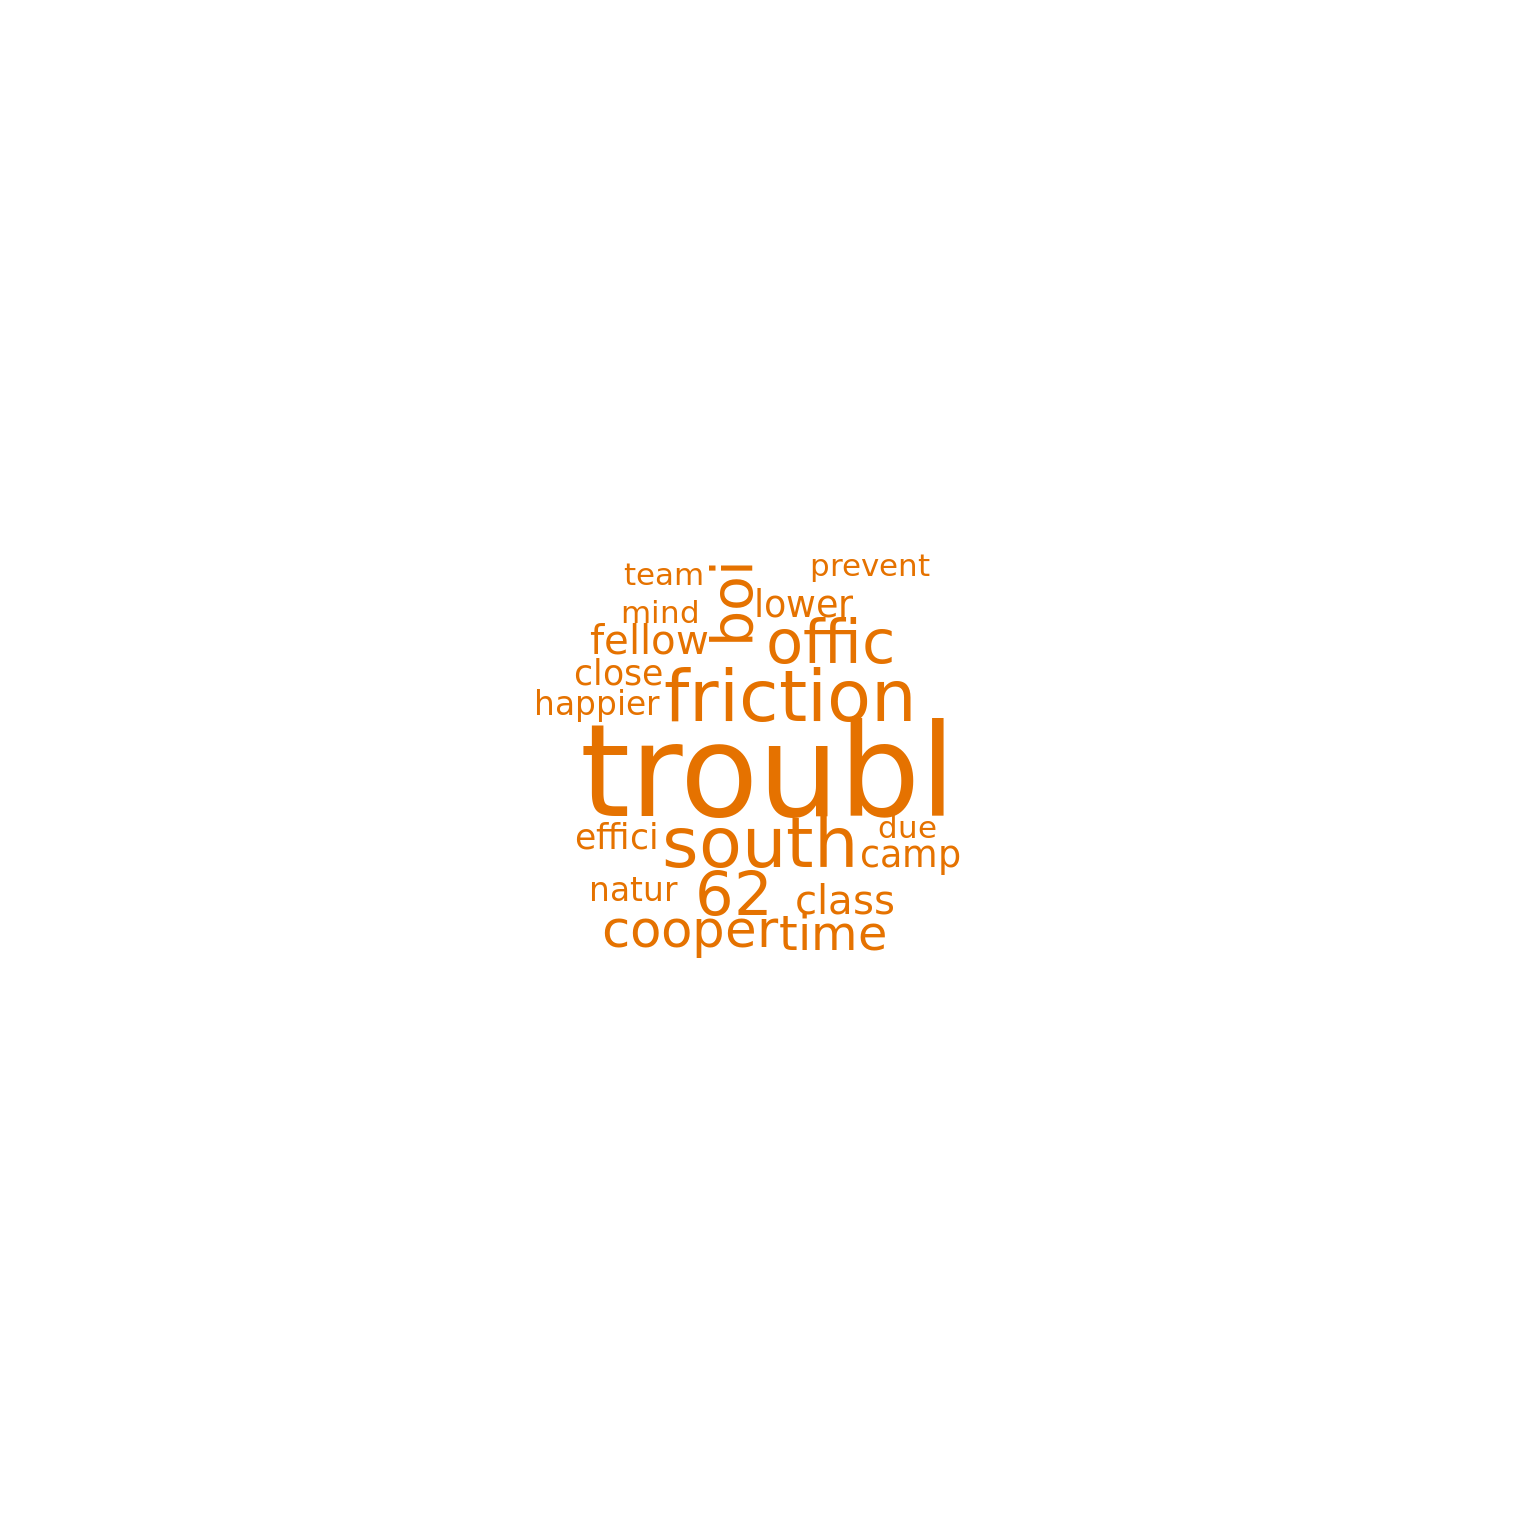 team
prevent
boi
mind
lower
fellow
offic
close
happier
friction
troubl
effici
south
due
camp
natur
62
class
cooper
time